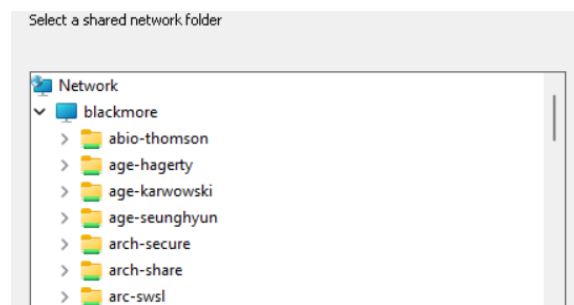 Select a shared network folder
Network
blackmore
abio-thomson
age-hagerty
age-karwowski
age-seunghyun
arch-secure
arch-share
arc-swsl